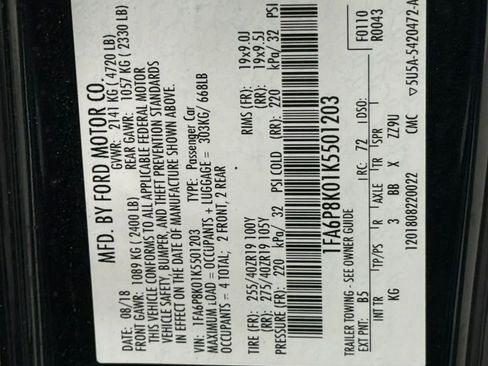 MFD. BY FORD MOTOR CO.
DATE: 08/18 GVWR: 2141 KG ( 4720 LB)
FRONT GAWR: 1089 KG ( 2400 LB) REAR GAWR: 1057 KG ( 2330 LB)
THIS VEHICLE CONFORMS TO ALL APPLICABLE FEDERAL MOTOR
VEHICLE SAFETY, BUMPER, AND THEFT PREVENTION STANDARDS
IN EFFECT ON THE DATE OF MANUFACTURE SHOWN ABOVE.
VIN: 1FA6P8K01K5501203 TYPE: Passenger Car
MAXIMUM LOAD = OCCUPANTS + LUGGAGE = 303KG/ 668LB
OCCUPANTS = 4 TOTAL; 2 FRONT, 2 REAR
TIRE (FR): 255/40ZR19 100Y RIMS (FR): 19x9.0J
(RR): 275/40ZR19 105Y (RR): 19x9.5J
PRESSURE (FR): 220 kPa/ 32 PSI COLD (RR): 220 kPa/ 32 PSI
1FA6P8K01K5501203
TRAILER TOWING - SEE OWNER GUIDE F0110
EXT PNT: B5 RC: 72 DSO: R0043
INT TR TP/PS R AXLE TR SPR
KG 3 BB X ZZ9U
1201808220022 CMC ▽5U5A-5420472-A